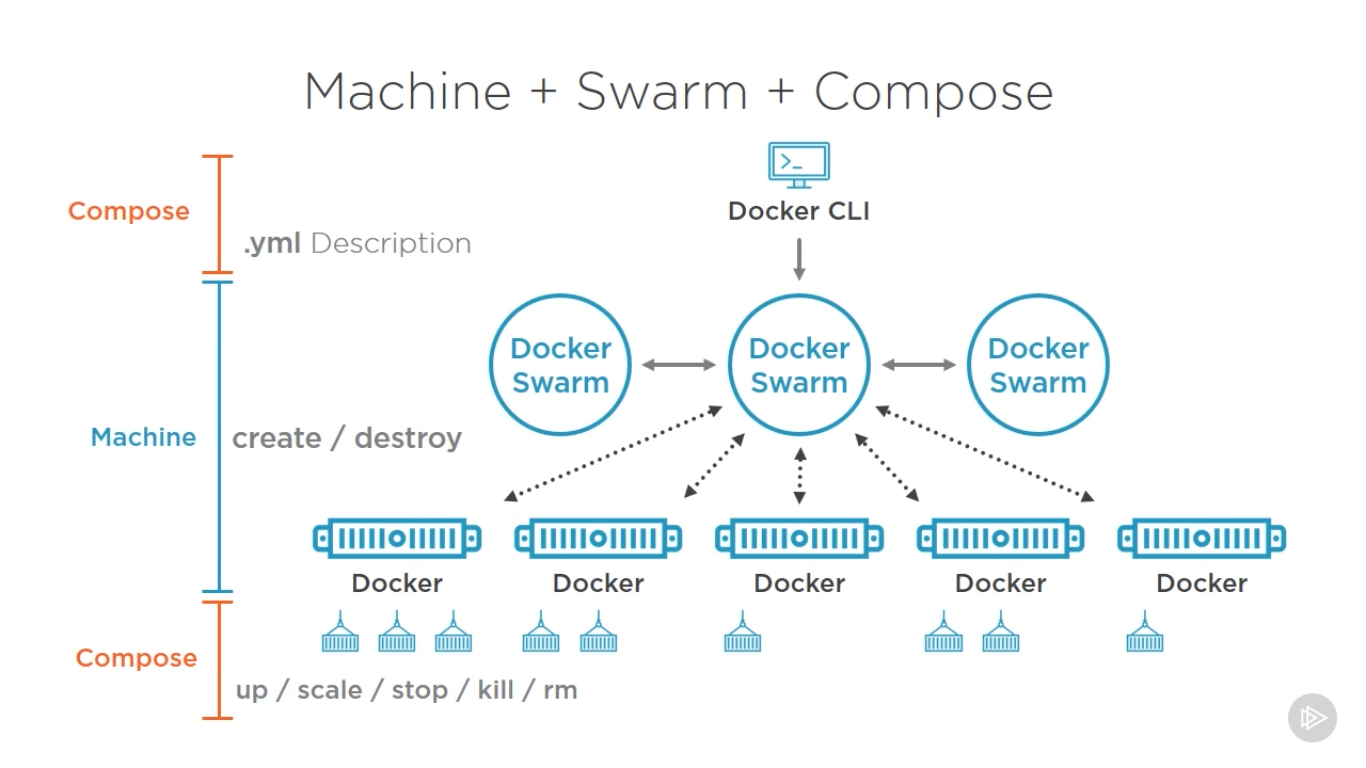 Machine + Swarm + Compose
>_
Docker CLI
Compose
.yml Description
Docker
Swarm
Docker
Swarm
Docker
Swarm
Machine
create / destroy
Docker
Docker
Docker
Docker
Docker
Compose
up / scale / stop / kill / rm